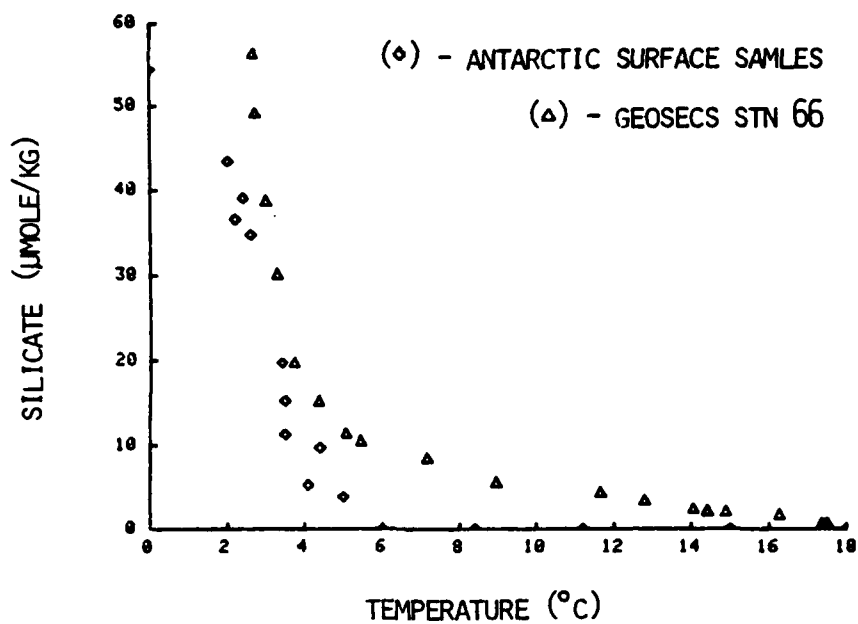 60
50
40
30
20
10
0
SILICATE (μMOLE/KG)
(◇) - ANTARCTIC SURFACE SAMLES
(△) - GEOSECS STN 66
0 2 4 6 8 10 12 14 16 18
TEMPERATURE (°C)